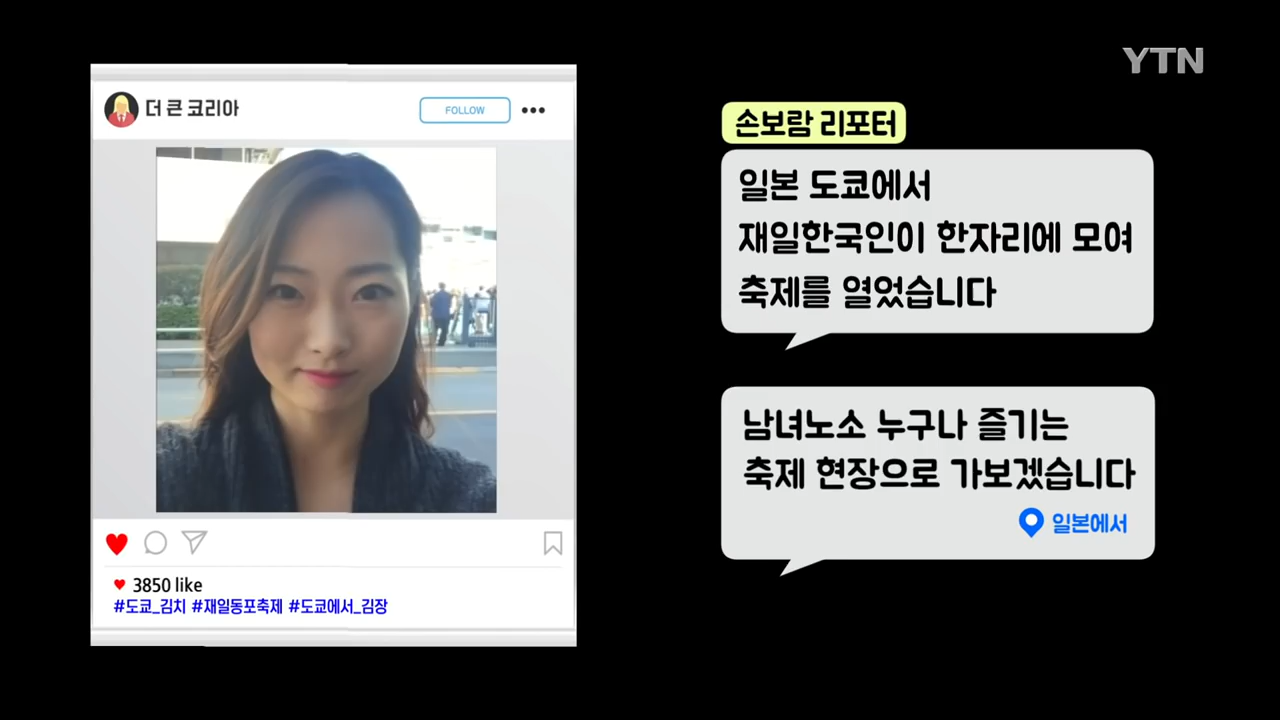 YTN
더 큰 코리아
FOLLOW
3850 like
#도쿄_김치 #재일동포축제 #도쿄에서_김장
손보람 리포터
일본 도쿄에서
재일한국인이 한자리에 모여
축제를 열었습니다
남녀노소 누구나 즐기는
축제 현장으로 가보겠습니다
일본에서